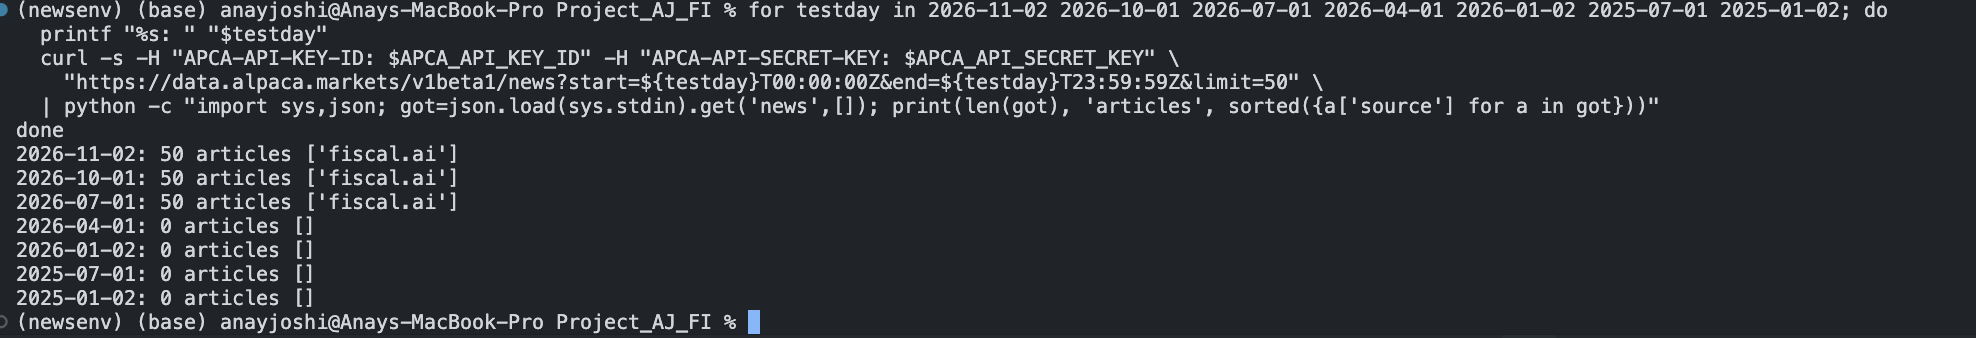 (newsenv) (base) anayjoshi@Anays-MacBook-Pro Project_AJ_FI % for testday in 2026-11-02 2026-10-01 2026-07-01 2026-04-01 2026-01-02 2025-07-01 2025-01-02; do
  printf "%s: " "$testday"
  curl -s -H "APCA-API-KEY-ID: $APCA_API_KEY_ID" -H "APCA-API-SECRET-KEY: $APCA_API_SECRET_KEY" \
    "https://data.alpaca.markets/v1beta1/news?start=${testday}T00:00:00Z&end=${testday}T23:59:59Z&limit=50" \
  | python -c "import sys,json; got=json.load(sys.stdin).get('news',[]); print(len(got), 'articles', sorted({a['source'] for a in got}))"
done
2026-11-02: 50 articles ['fiscal.ai']
2026-10-01: 50 articles ['fiscal.ai']
2026-07-01: 50 articles ['fiscal.ai']
2026-04-01: 0 articles []
2026-01-02: 0 articles []
2025-07-01: 0 articles []
2025-01-02: 0 articles []
(newsenv) (base) anayjoshi@Anays-MacBook-Pro Project_AJ_FI %